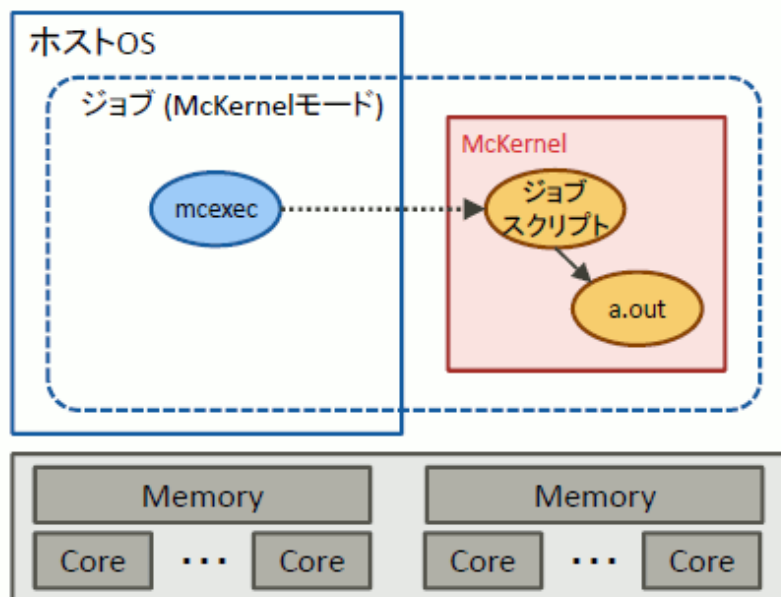 ホストOS
ジョブ (McKernelモード)
McKernel
mcexec
ジョブ
スクリプト
a.out
Memory
Memory
Core ••• Core
Core ••• Core